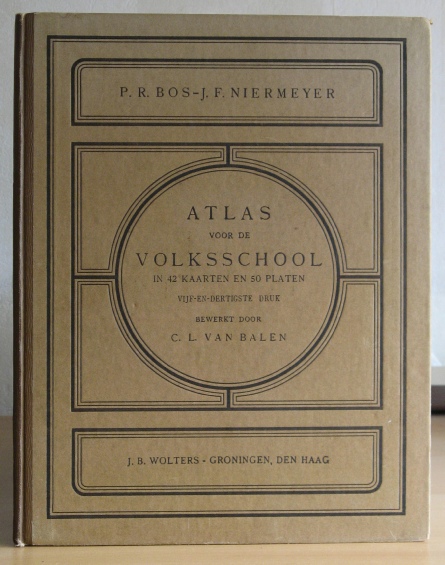 P. R. BOS-J. F. NIERMEYER
ATLAS
VOOR DE
VOLKSSCHOOL
IN 42 KAARTEN EN 50 PLATEN
VIJF-EN-DERTIGSTE DRUK
BEWERKT DOOR
C. L. VAN BALEN
J. B. WOLTERS - GRONINGEN, DEN HAAG